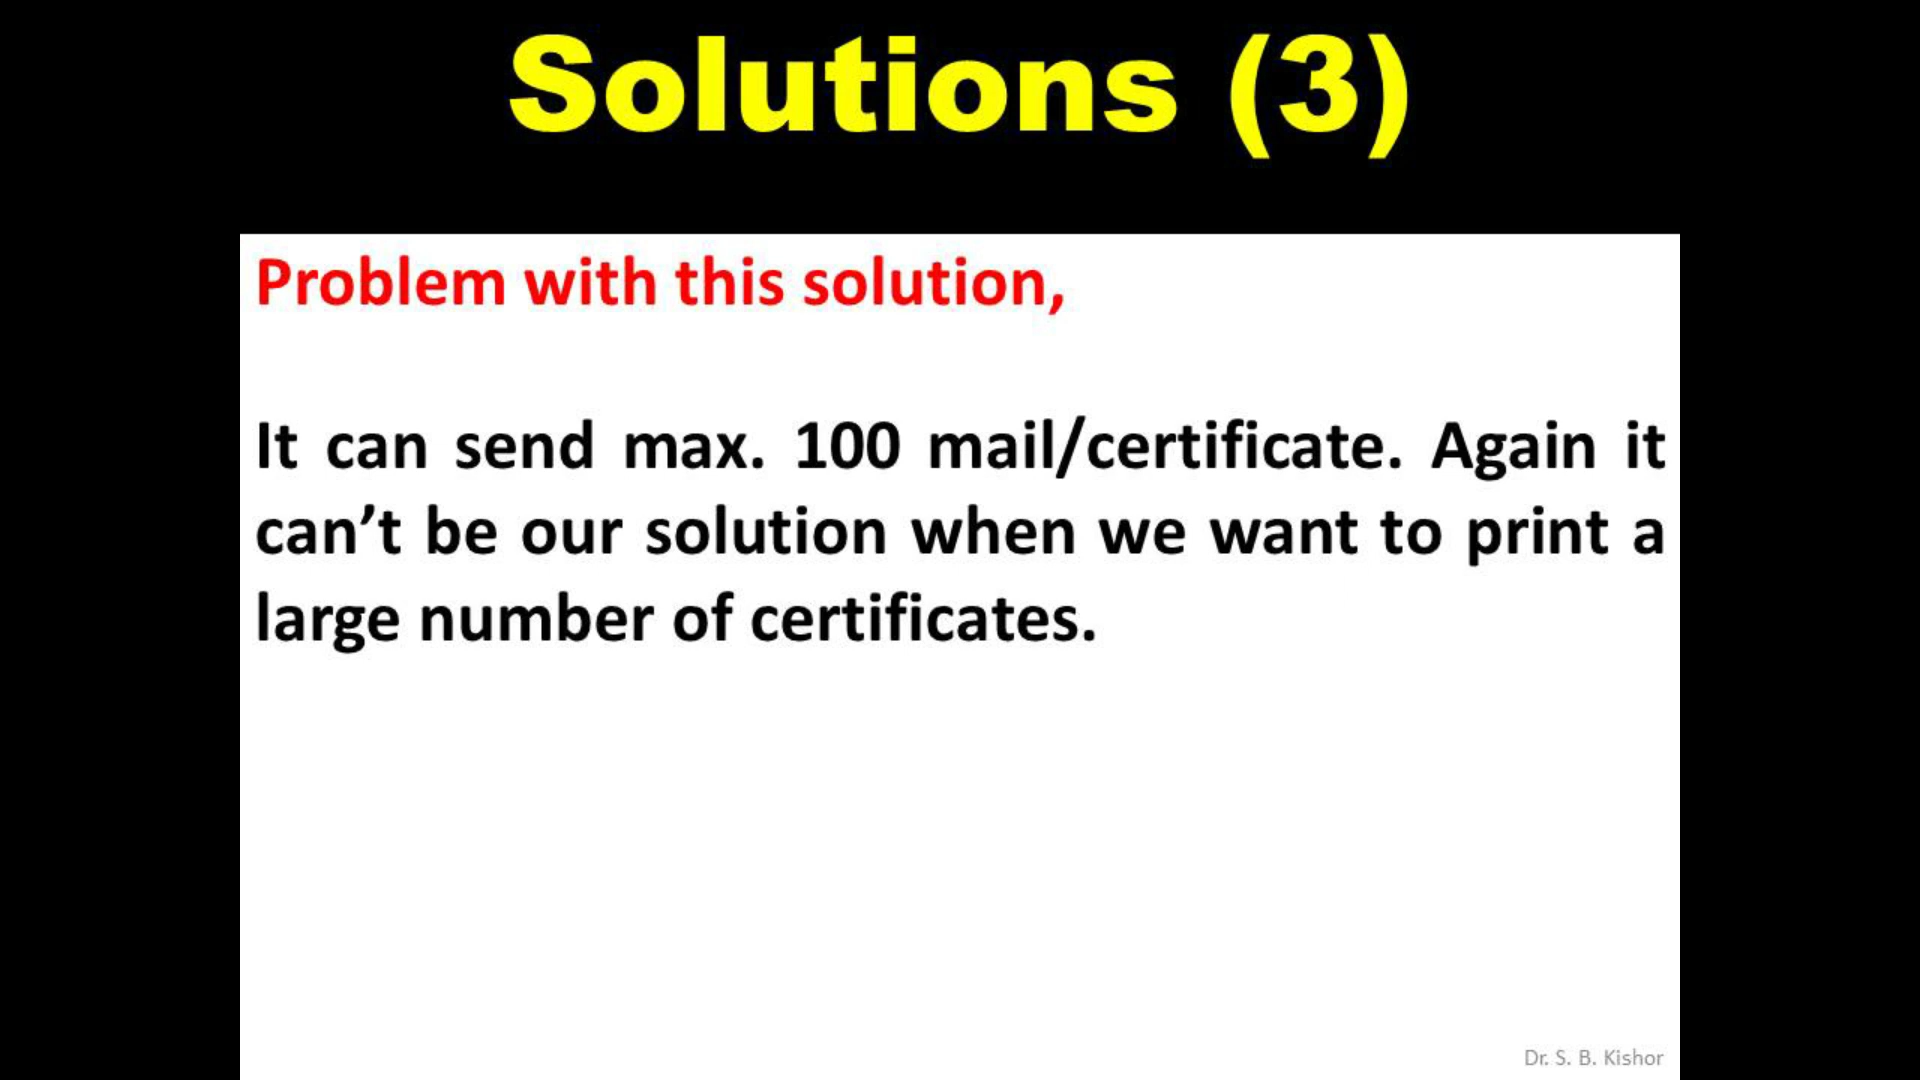 Solutions (3)
Problem with this solution,
It can send max. 100 mail/certificate. Again it
can’t be our solution when we want to print a
large number of certificates.
Dr. S. B. Kishor